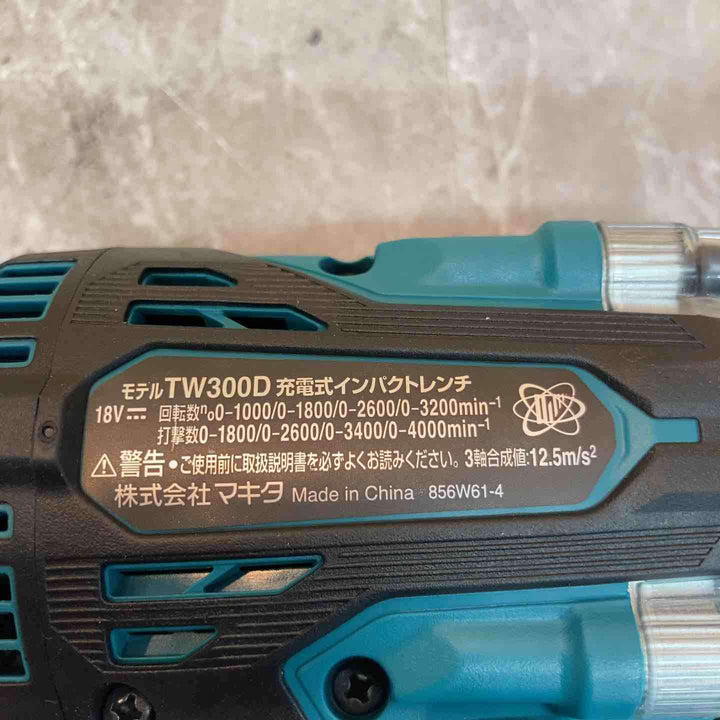 モデル TW300D 充電式インパクトレンチ
18V⎓ 回転数n₀0-1000/0-1800/0-2600/0-3200min⁻¹
打撃数0-1800/0-2600/0-3400/0-4000min⁻¹
⚠警告•ご使用前に取扱説明書を必ずよくお読みください。3軸合成値:12.5m/s²
株式会社マキタ Made in China 856W61-4